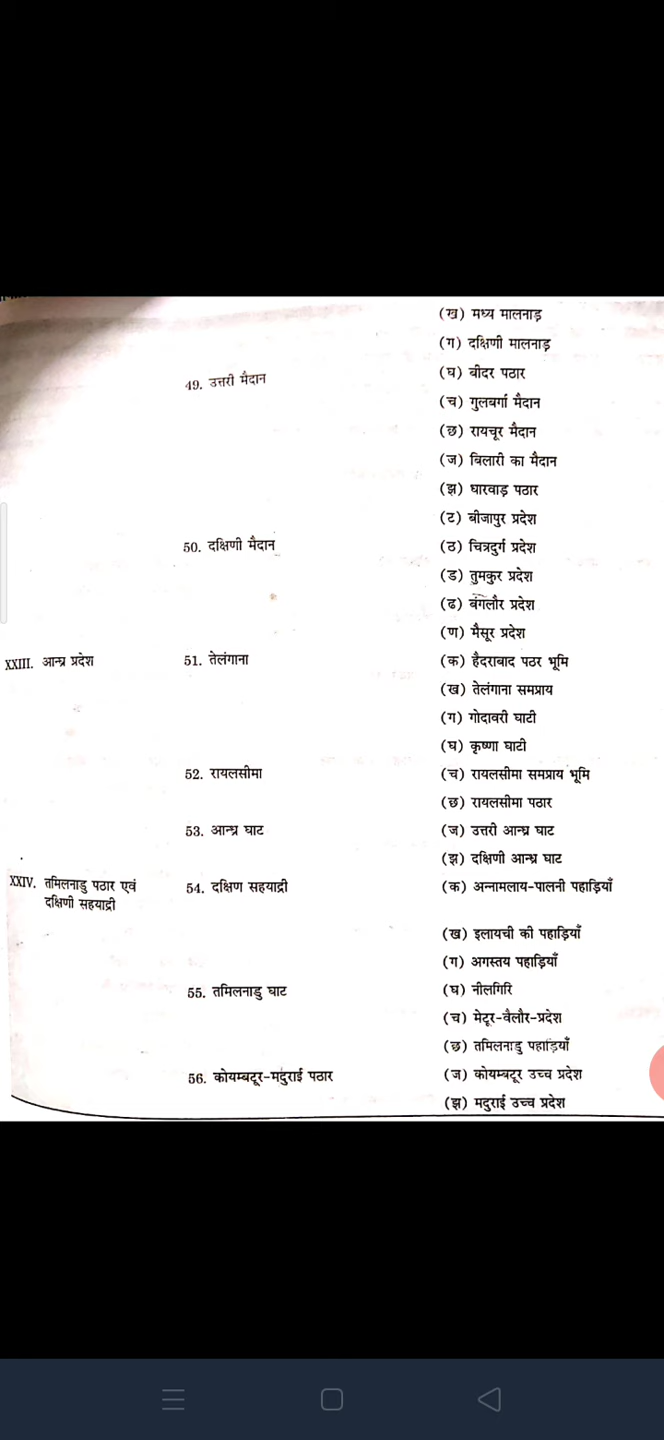 (ख) मध्य मालनाड़
(ग) दक्षिणी मालनाड़
49. उत्तरी मैदान (घ) बीदर पठार
(च) गुलबर्गा मैदान
(छ) रायचूर मैदान
(ज) बिलारी का मैदान
(झ) घारवाड़ पठार
(ट) बीजापुर प्रदेश
50. दक्षिणी मैदान (ठ) चित्रदुर्ग प्रदेश
(ड) तुमकुर प्रदेश
(ढ) बंगलौर प्रदेश
(ण) मैसूर प्रदेश
XXIII. आन्ध्र प्रदेश 51. तेलंगाना (क) हैदराबाद पठर भूमि
(ख) तेलंगाना समप्राय
(ग) गोदावरी घाटी
(घ) कृष्णा घाटी
52. रायलसीमा (च) रायलसीमा समप्राय भूमि
(छ) रायलसीमा पठार
53. आन्ध्र घाट (ज) उत्तरी आन्ध्र घाट
(झ) दक्षिणी आन्ध्र घाट
XXIV. तमिलनाडु पठार एवं 54. दक्षिण सहयाद्री (क) अन्नामलाय-पालनी पहाड़ियाँ
दक्षिणी सहयाद्री
(ख) इलायची की पहाड़ियाँ
(ग) अगस्तय पहाड़ियाँ
55. तमिलनाडु घाट (घ) नीलगिरि
(च) मेटूर-वैलौर-प्रदेश
(छ) तमिलनाडु पहाड़ियाँ
56. कोयम्बटूर-मदुराई पठार (ज) कोयम्बटूर उच्च प्रदेश
(झ) मदुराई उच्च प्रदेश